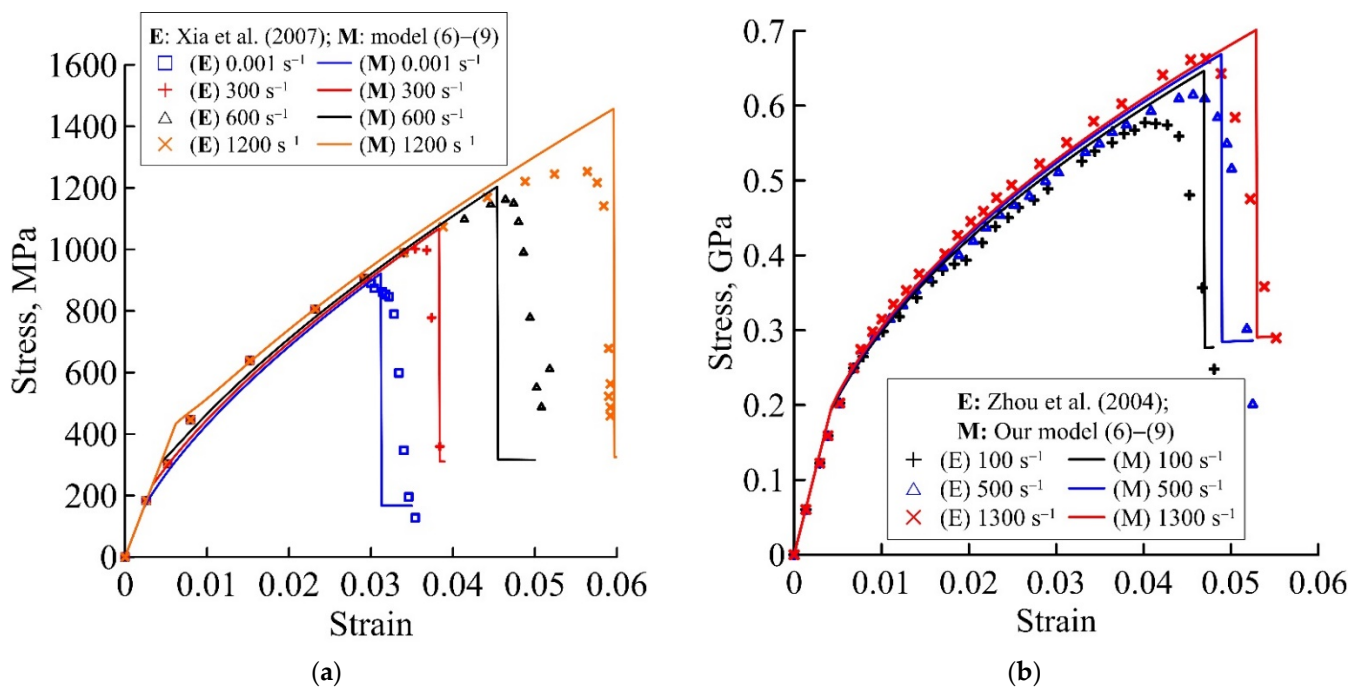 E: Xia et al. (2007); M: model (6)–(9)
(E) 0.001 s⁻¹ (M) 0.001 s⁻¹
(E) 300 s⁻¹ (M) 300 s⁻¹
(E) 600 s⁻¹ (M) 600 s⁻¹
(E) 1200 s⁻¹ (M) 1200 s⁻¹
Stress, MPa
1600
1400
1200
1000
800
600
400
200
0
0 0.01 0.02 0.03 0.04 0.05 0.06
Strain
(a)
Stress, GPa
0.7
0.6
0.5
0.4
0.3
0.2
0.1
0
E: Zhou et al. (2004);
M: Our model (6)–(9)
(E) 100 s⁻¹ (M) 100 s⁻¹
(E) 500 s⁻¹ (M) 500 s⁻¹
(E) 1300 s⁻¹ (M) 1300 s⁻¹
0 0.01 0.02 0.03 0.04 0.05 0.06
Strain
(b)